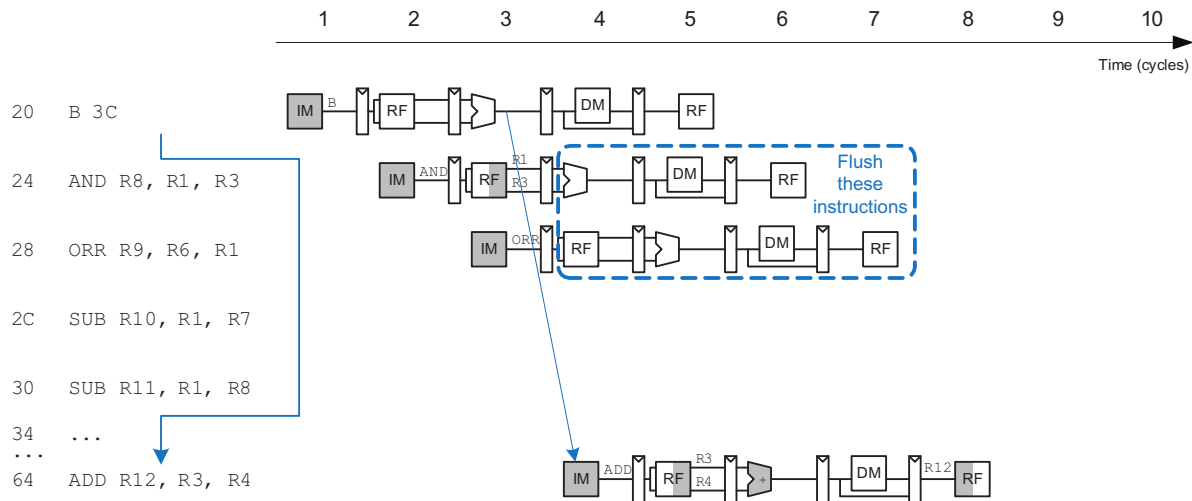 1 2 3 4 5 6 7 8 9 10
Time (cycles)
20 B 3C
IM B RF DM RF
24 AND R8, R1, R3
IM AND RF R1 R3 DM RF
Flush
these
instructions
28 ORR R9, R6, R1
IM ORR RF DM RF
2C SUB R10, R1, R7
30 SUB R11, R1, R8
34 ...
...
64 ADD R12, R3, R4
IM ADD RF R3 R4 + DM R12 RF